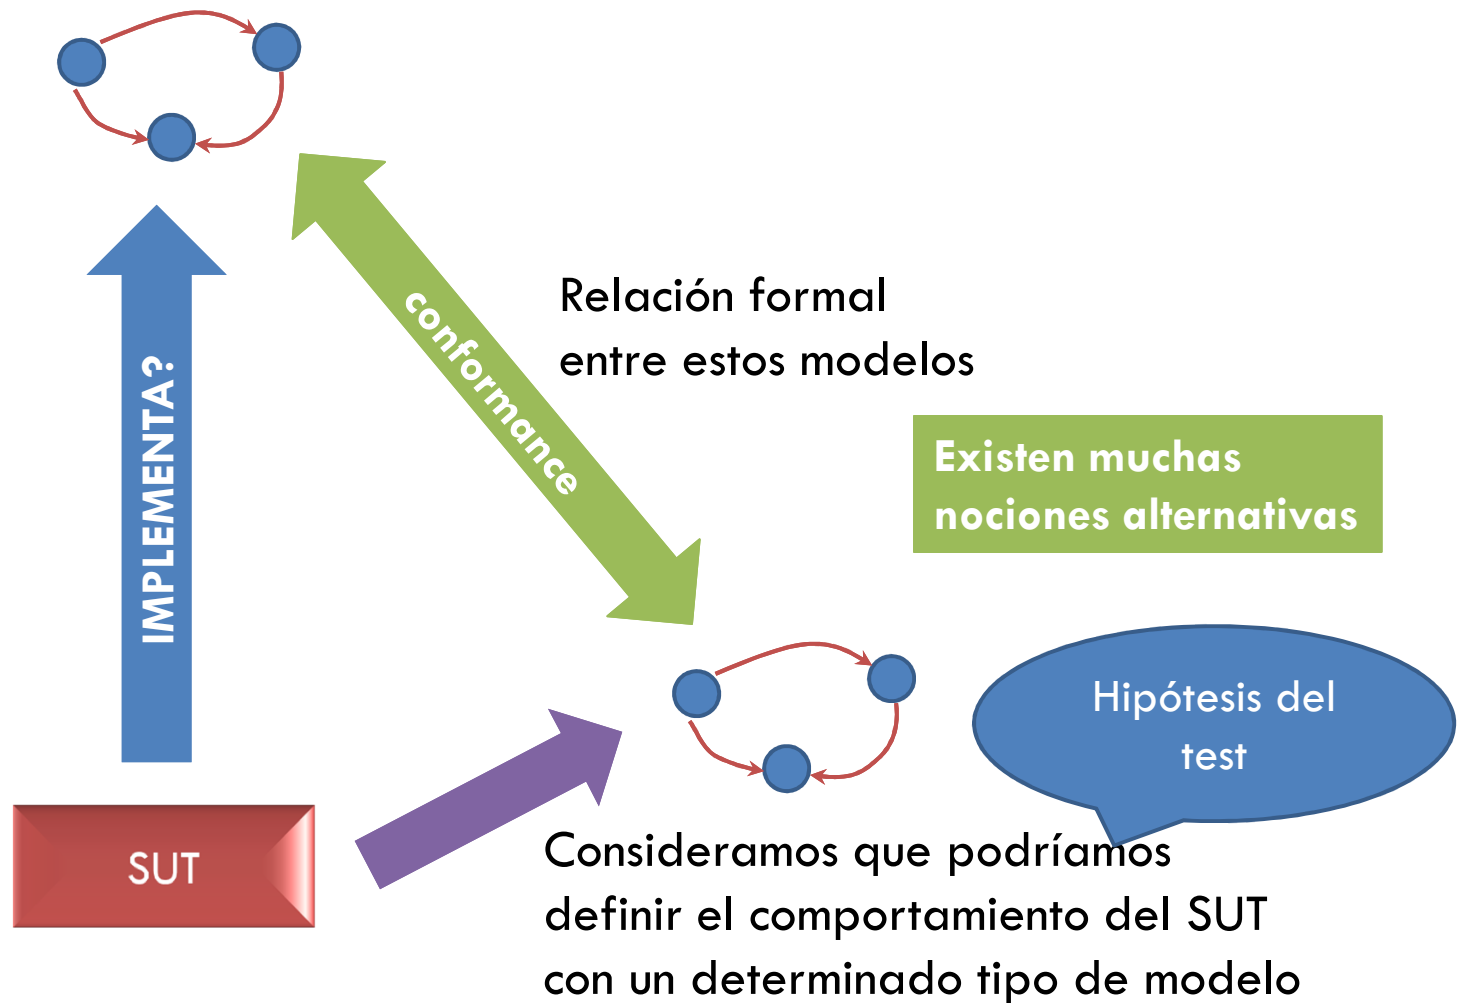 Relación formal
entre estos modelos
conformance
IMPLEMENTA?
Existen muchas
nociones alternativas
Hipótesis del
test
SUT
Consideramos que podríamos
definir el comportamiento del SUT
con un determinado tipo de modelo